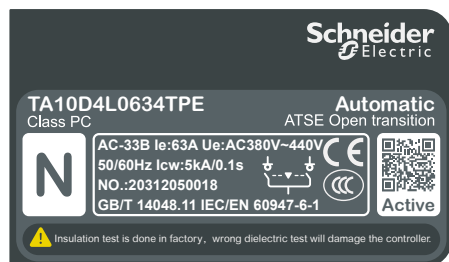 Schneider
Electric
TA10D4L0634TPE
Automatic
Class PC
ATSE Open transition
N
AC-33B Ie:63A Ue:AC380V~440V
50/60Hz Icw:5kA/0.1s
NO.:20312050018
GB/T 14048.11 IEC/EN 60947-6-1
CE
CCC
Active
Insulation test is done in factory, wrong dielectric test will damage the controller.